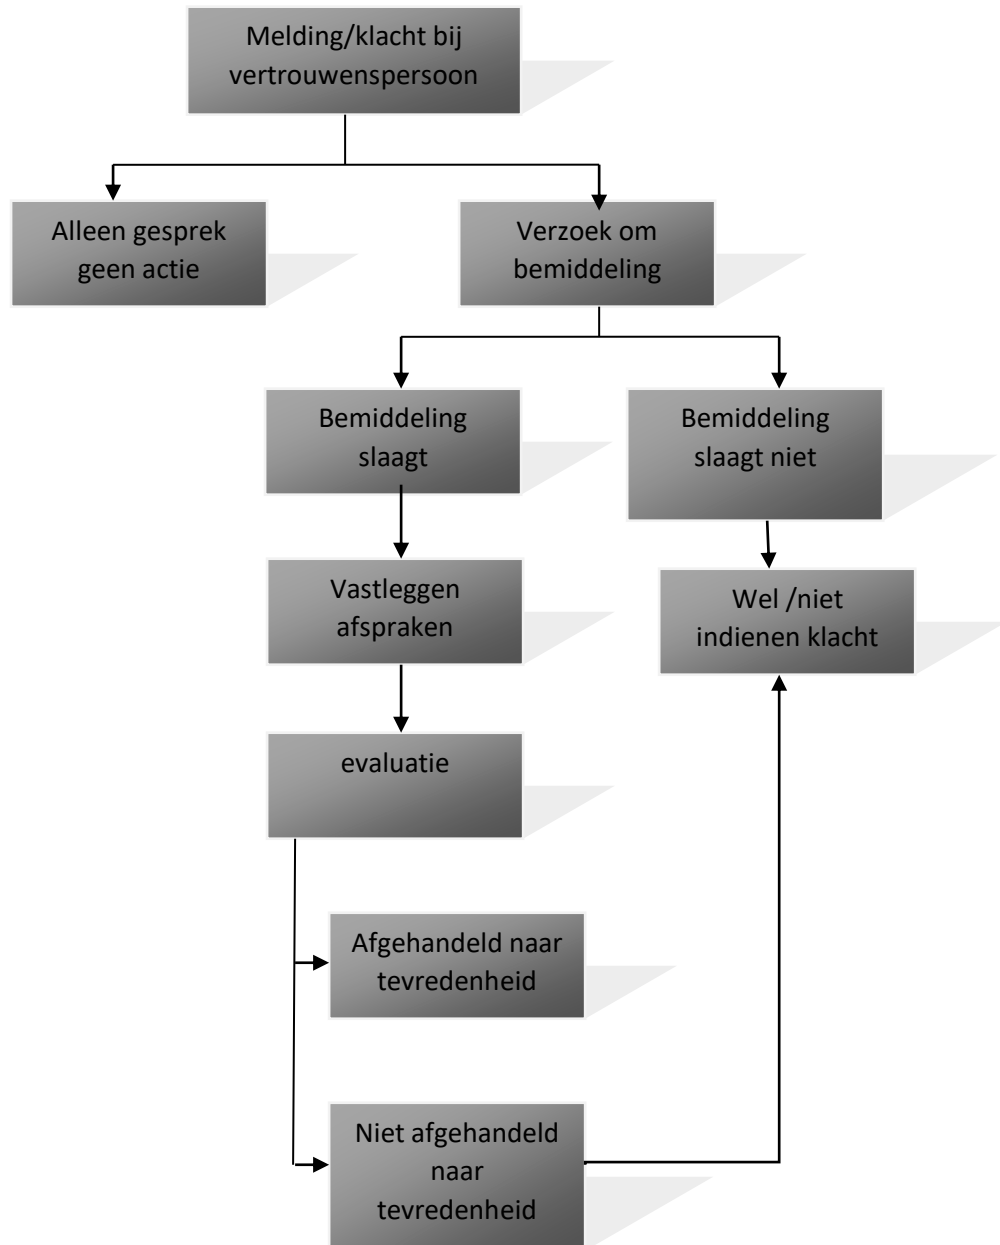 Melding/klacht bij
vertrouwenspersoon
Alleen gesprek
geen actie
Verzoek om
bemiddeling
Bemiddeling
slaagt
Bemiddeling
slaagt niet
Vastleggen
afspraken
Wel /niet
indienen klacht
evaluatie
Afgehandeld naar
tevredenheid
Niet afgehandeld
naar
tevredenheid